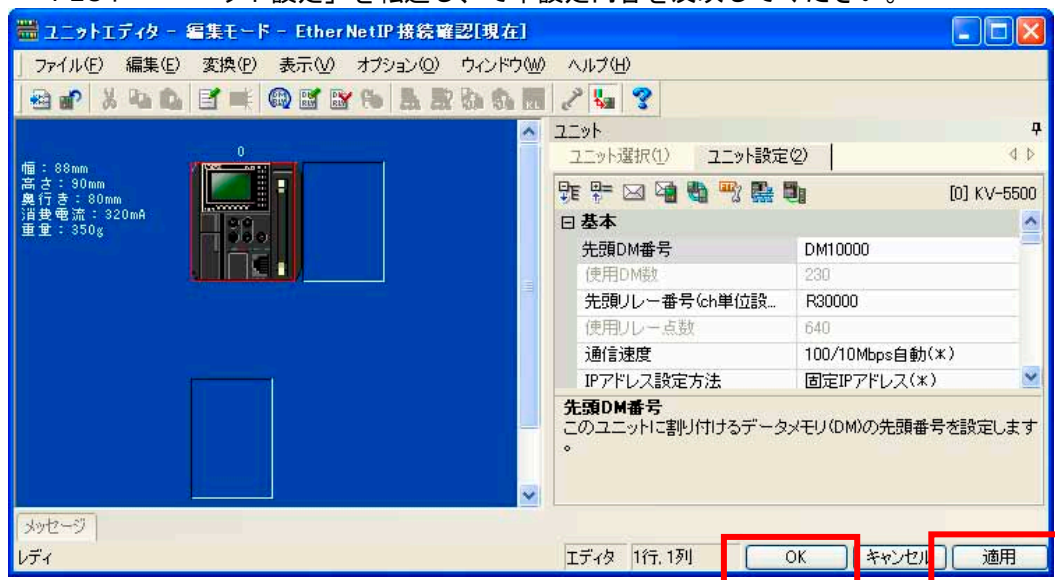 ユニットエディタ - 編集モード - EtherNetIP接続確認[現在]
ファイル(F) 編集(E) 変換(P) 表示(V) オプション(O) ウィンドウ(W) ヘルプ(H)
幅：88mm
高さ：90mm
奥行き：80mm
消費電流：320mA
重量：350g
0
ユニット
ユニット選択(1) ユニット設定(2)
[0] KV-5500
基本
先頭DM番号 DM10000
使用DM数 230
先頭リレー番号(ch単位設... R30000
使用リレー点数 640
通信速度 100/10Mbps自動(*)
IPアドレス設定方法 固定IPアドレス(*)
先頭DM番号
このユニットに割り付けるデータメモリ(DM)の先頭番号を設定します
。
メッセージ
レディ
エディタ 1行, 1列 OK キャンセル 適用